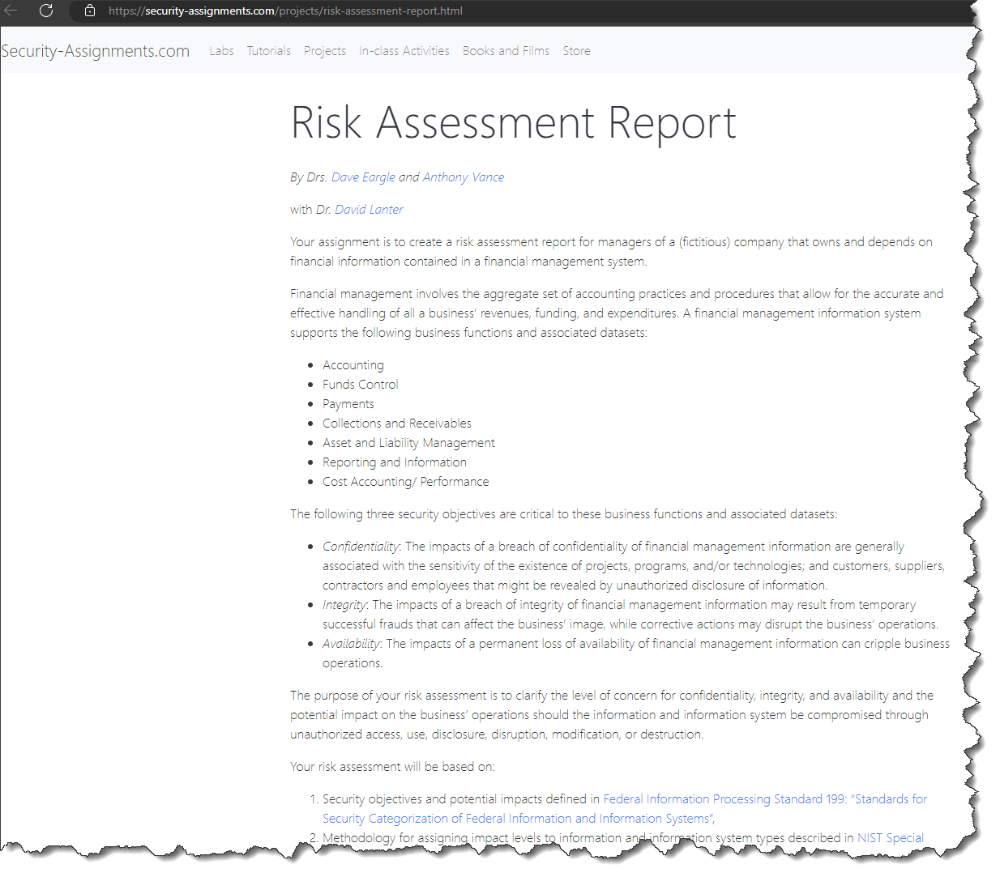 https://security-assignments.com/projects/risk-assessment-report.html
Security-Assignments.com Labs Tutorials Projects In-class Activities Books and Films Store
Risk Assessment Report
By Drs. Dave Eargle and Anthony Vance
with Dr. David Lanter
Your assignment is to create a risk assessment report for managers of a (fictitious) company that owns and depends on
financial information contained in a financial management system.
Financial management involves the aggregate set of accounting practices and procedures that allow for the accurate and
effective handling of all a business’ revenues, funding, and expenditures. A financial management information system
supports the following business functions and associated datasets:
• Accounting
• Funds Control
• Payments
• Collections and Receivables
• Asset and Liability Management
• Reporting and Information
• Cost Accounting/ Performance
The following three security objectives are critical to these business functions and associated datasets:
• Confidentiality: The impacts of a breach of confidentiality of financial management information are generally
associated with the sensitivity of the existence of projects, programs, and/or technologies; and customers, suppliers,
contractors and employees that might be revealed by unauthorized disclosure of information.
• Integrity: The impacts of a breach of integrity of financial management information may result from temporary
successful frauds that can affect the business’ image, while corrective actions may disrupt the business’ operations.
• Availability: The impacts of a permanent loss of availability of financial management information can cripple business
operations.
The purpose of your risk assessment is to clarify the level of concern for confidentiality, integrity, and availability and the
potential impact on the business’ operations should the information and information system be compromised through
unauthorized access, use, disclosure, disruption, modification, or destruction.
Your risk assessment will be based on:
1. Security objectives and potential impacts defined in Federal Information Processing Standard 199: “Standards for
Security Categorization of Federal Information and Information Systems”,
2. Methodology for assigning impact levels to information and information system types described in NIST Special